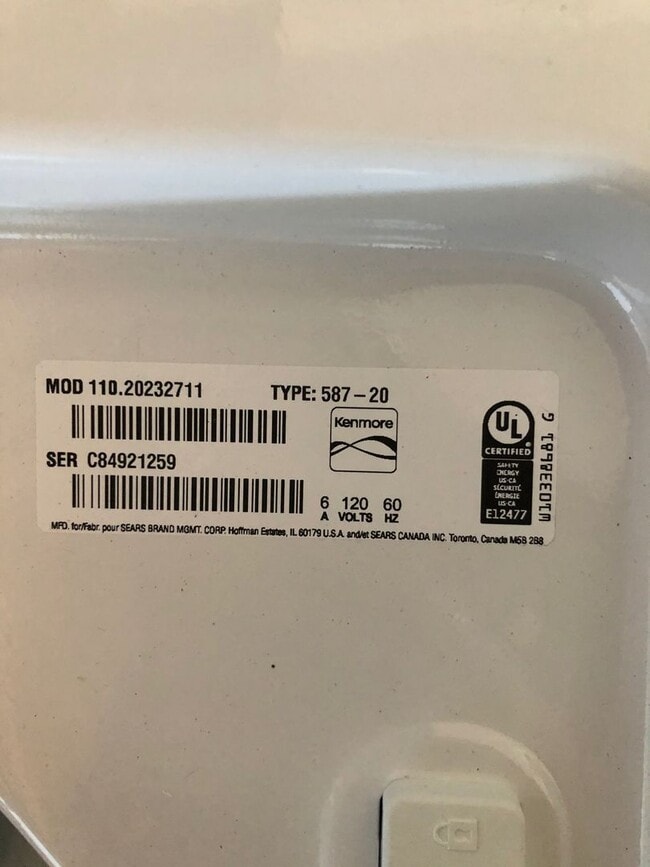 MOD 110.20232711 TYPE: 587-20
Kenmore
SER C84921259
6 120 60
A VOLTS HZ
UL
CERTIFIED
SAFETY
ENERGY
US-CA
SÉCURITÉ
ÉNERGIE
US-CA
E12477
MFD. for/Fabr. pour SEARS BRAND MGMT. CORP. Hoffman Estates, IL 60179 U.S.A. and/et SEARS CANADA INC. Toronto, Canada M5B 2B8